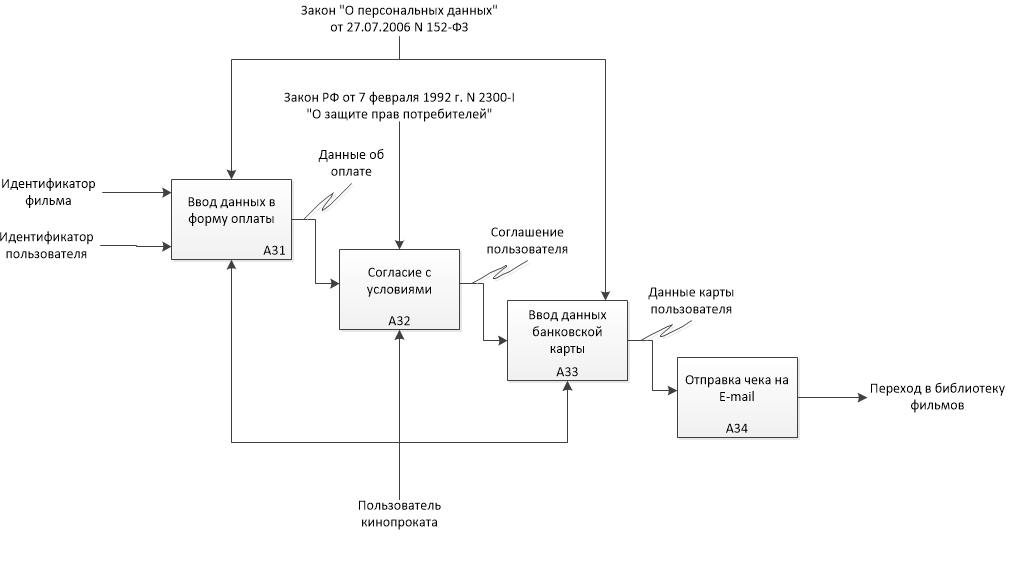 Закон "О персональных данных"
от 27.07.2006 N 152-ФЗ
Закон РФ от 7 февраля 1992 г. N 2300-I
"О защите прав потребителей"
Данные об
оплате
Идентификатор
фильма
Идентификатор
пользователя
Ввод данных в
форму оплаты
А31
Соглашение
пользователя
Согласие с
условиями
А32
Данные карты
пользователя
Ввод данных
банковской
карты
А33
Отправка чека на
E-mail
А34
Переход в библиотеку
фильмов
Пользователь
кинопроката